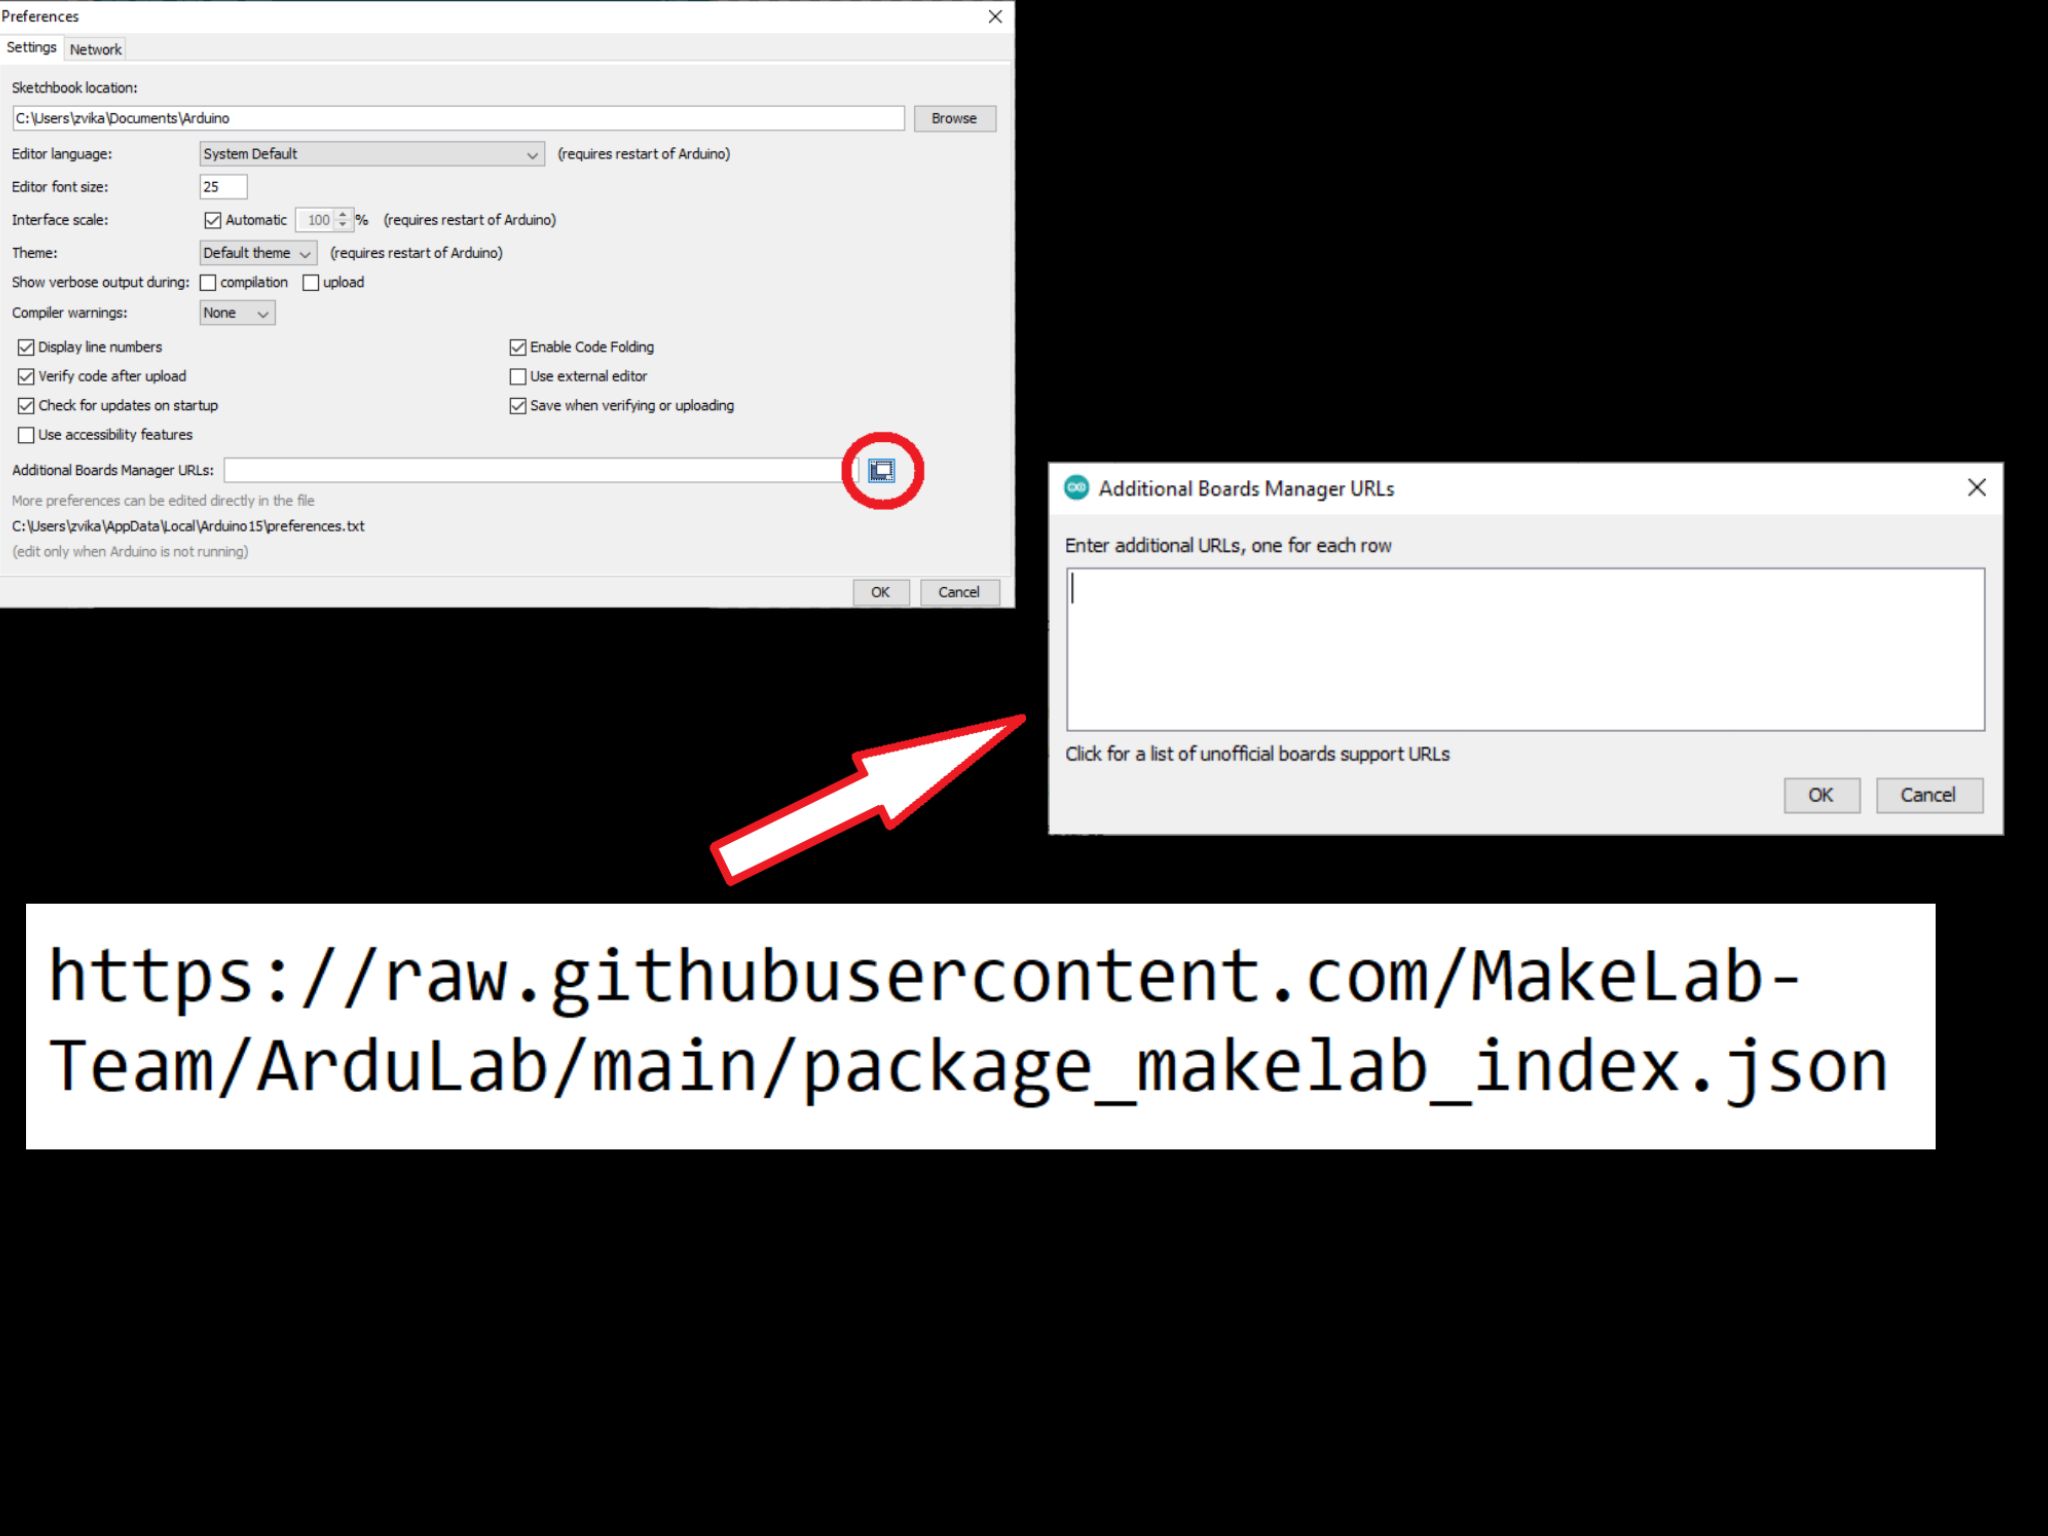 Preferences
Settings Network
Sketchbook location:
C:\Users\zvika\Documents\Arduino Browse
Editor language: System Default (requires restart of Arduino)
Editor font size: 25
Interface scale: Automatic 100 % (requires restart of Arduino)
Theme: Default theme (requires restart of Arduino)
Show verbose output during: compilation upload
Compiler warnings: None
Display line numbers Enable Code Folding
Verify code after upload Use external editor
Check for updates on startup Save when verifying or uploading
Use accessibility features
Additional Boards Manager URLs:
More preferences can be edited directly in the file
C:\Users\zvika\AppData\Local\Arduino15\preferences.txt
(edit only when Arduino is not running)
OK Cancel
Additional Boards Manager URLs
Enter additional URLs, one for each row
Click for a list of unofficial boards support URLs
OK Cancel
https://raw.githubusercontent.com/MakeLab-
Team/ArduLab/main/package_makelab_index.json